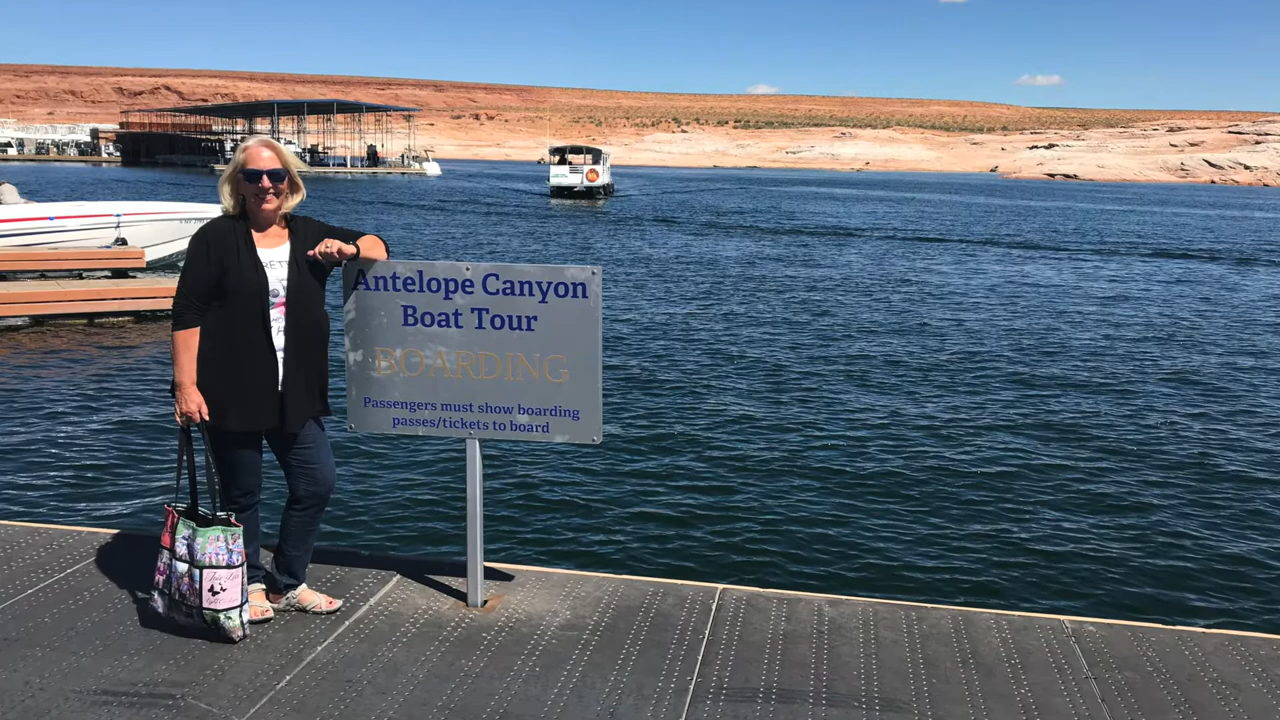 Antelope Canyon
Boat Tour
BOARDING
Passengers must show boarding
passes/tickets to board